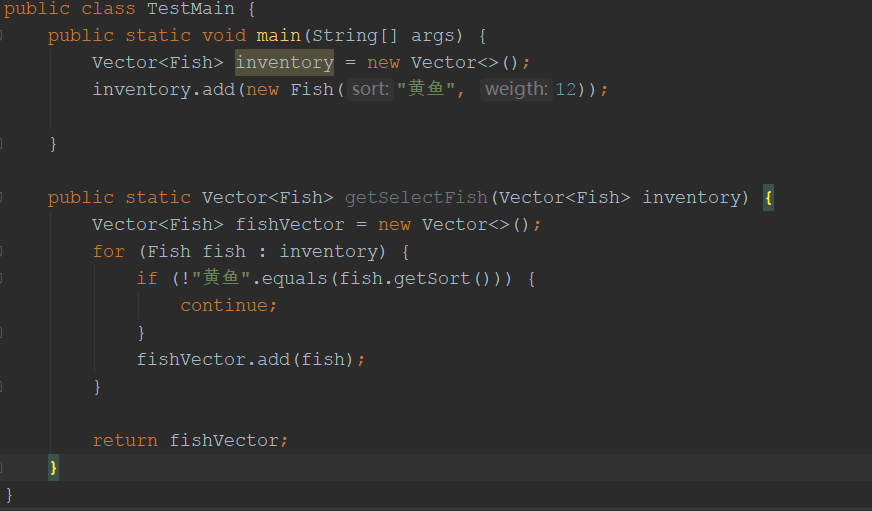 public class TestMain {
public static void main(String[] args) {
Vector<Fish> inventory = new Vector<>();
inventory.add(new Fish( sort: "黄鱼", weigth: 12));
}
public static Vector<Fish> getSelectFish(Vector<Fish> inventory) {
Vector<Fish> fishVector = new Vector<>();
for (Fish fish : inventory) {
if (!"黄鱼".equals(fish.getSort())) {
continue;
}
fishVector.add(fish);
}
return fishVector;
}
}